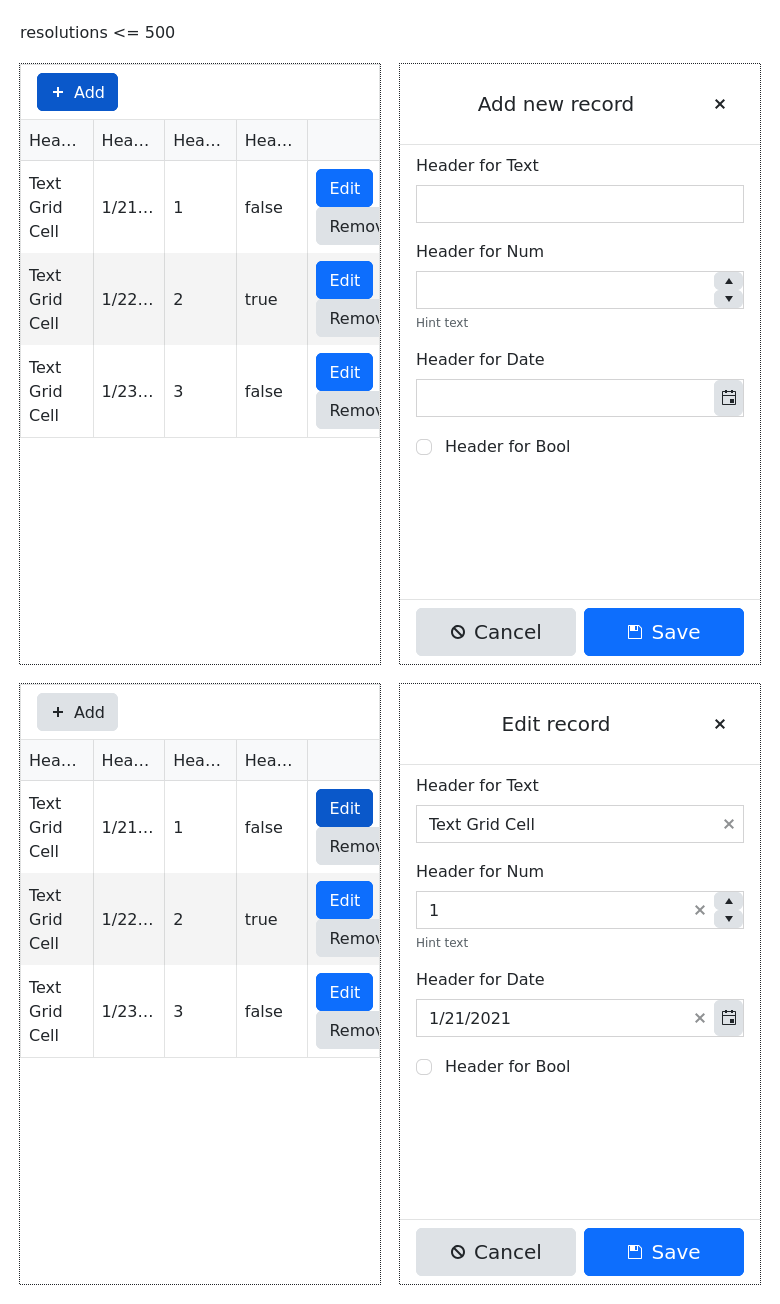 resolutions <= 500
Add
Hea… Hea… Hea… Hea…
Text Grid Cell 1/21… 1 false Edit
Remov
Text Grid Cell 1/22… 2 true Edit
Remov
Text Grid Cell 1/23… 3 false Edit
Remov
Add new record
Header for Text
Header for Num
Hint text
Header for Date
Header for Bool
Cancel Save
Add
Hea… Hea… Hea… Hea…
Text Grid Cell 1/21… 1 false Edit
Remov
Text Grid Cell 1/22… 2 true Edit
Remov
Text Grid Cell 1/23… 3 false Edit
Remov
Edit record
Header for Text
Text Grid Cell
Header for Num
1
Hint text
Header for Date
1/21/2021
Header for Bool
Cancel Save